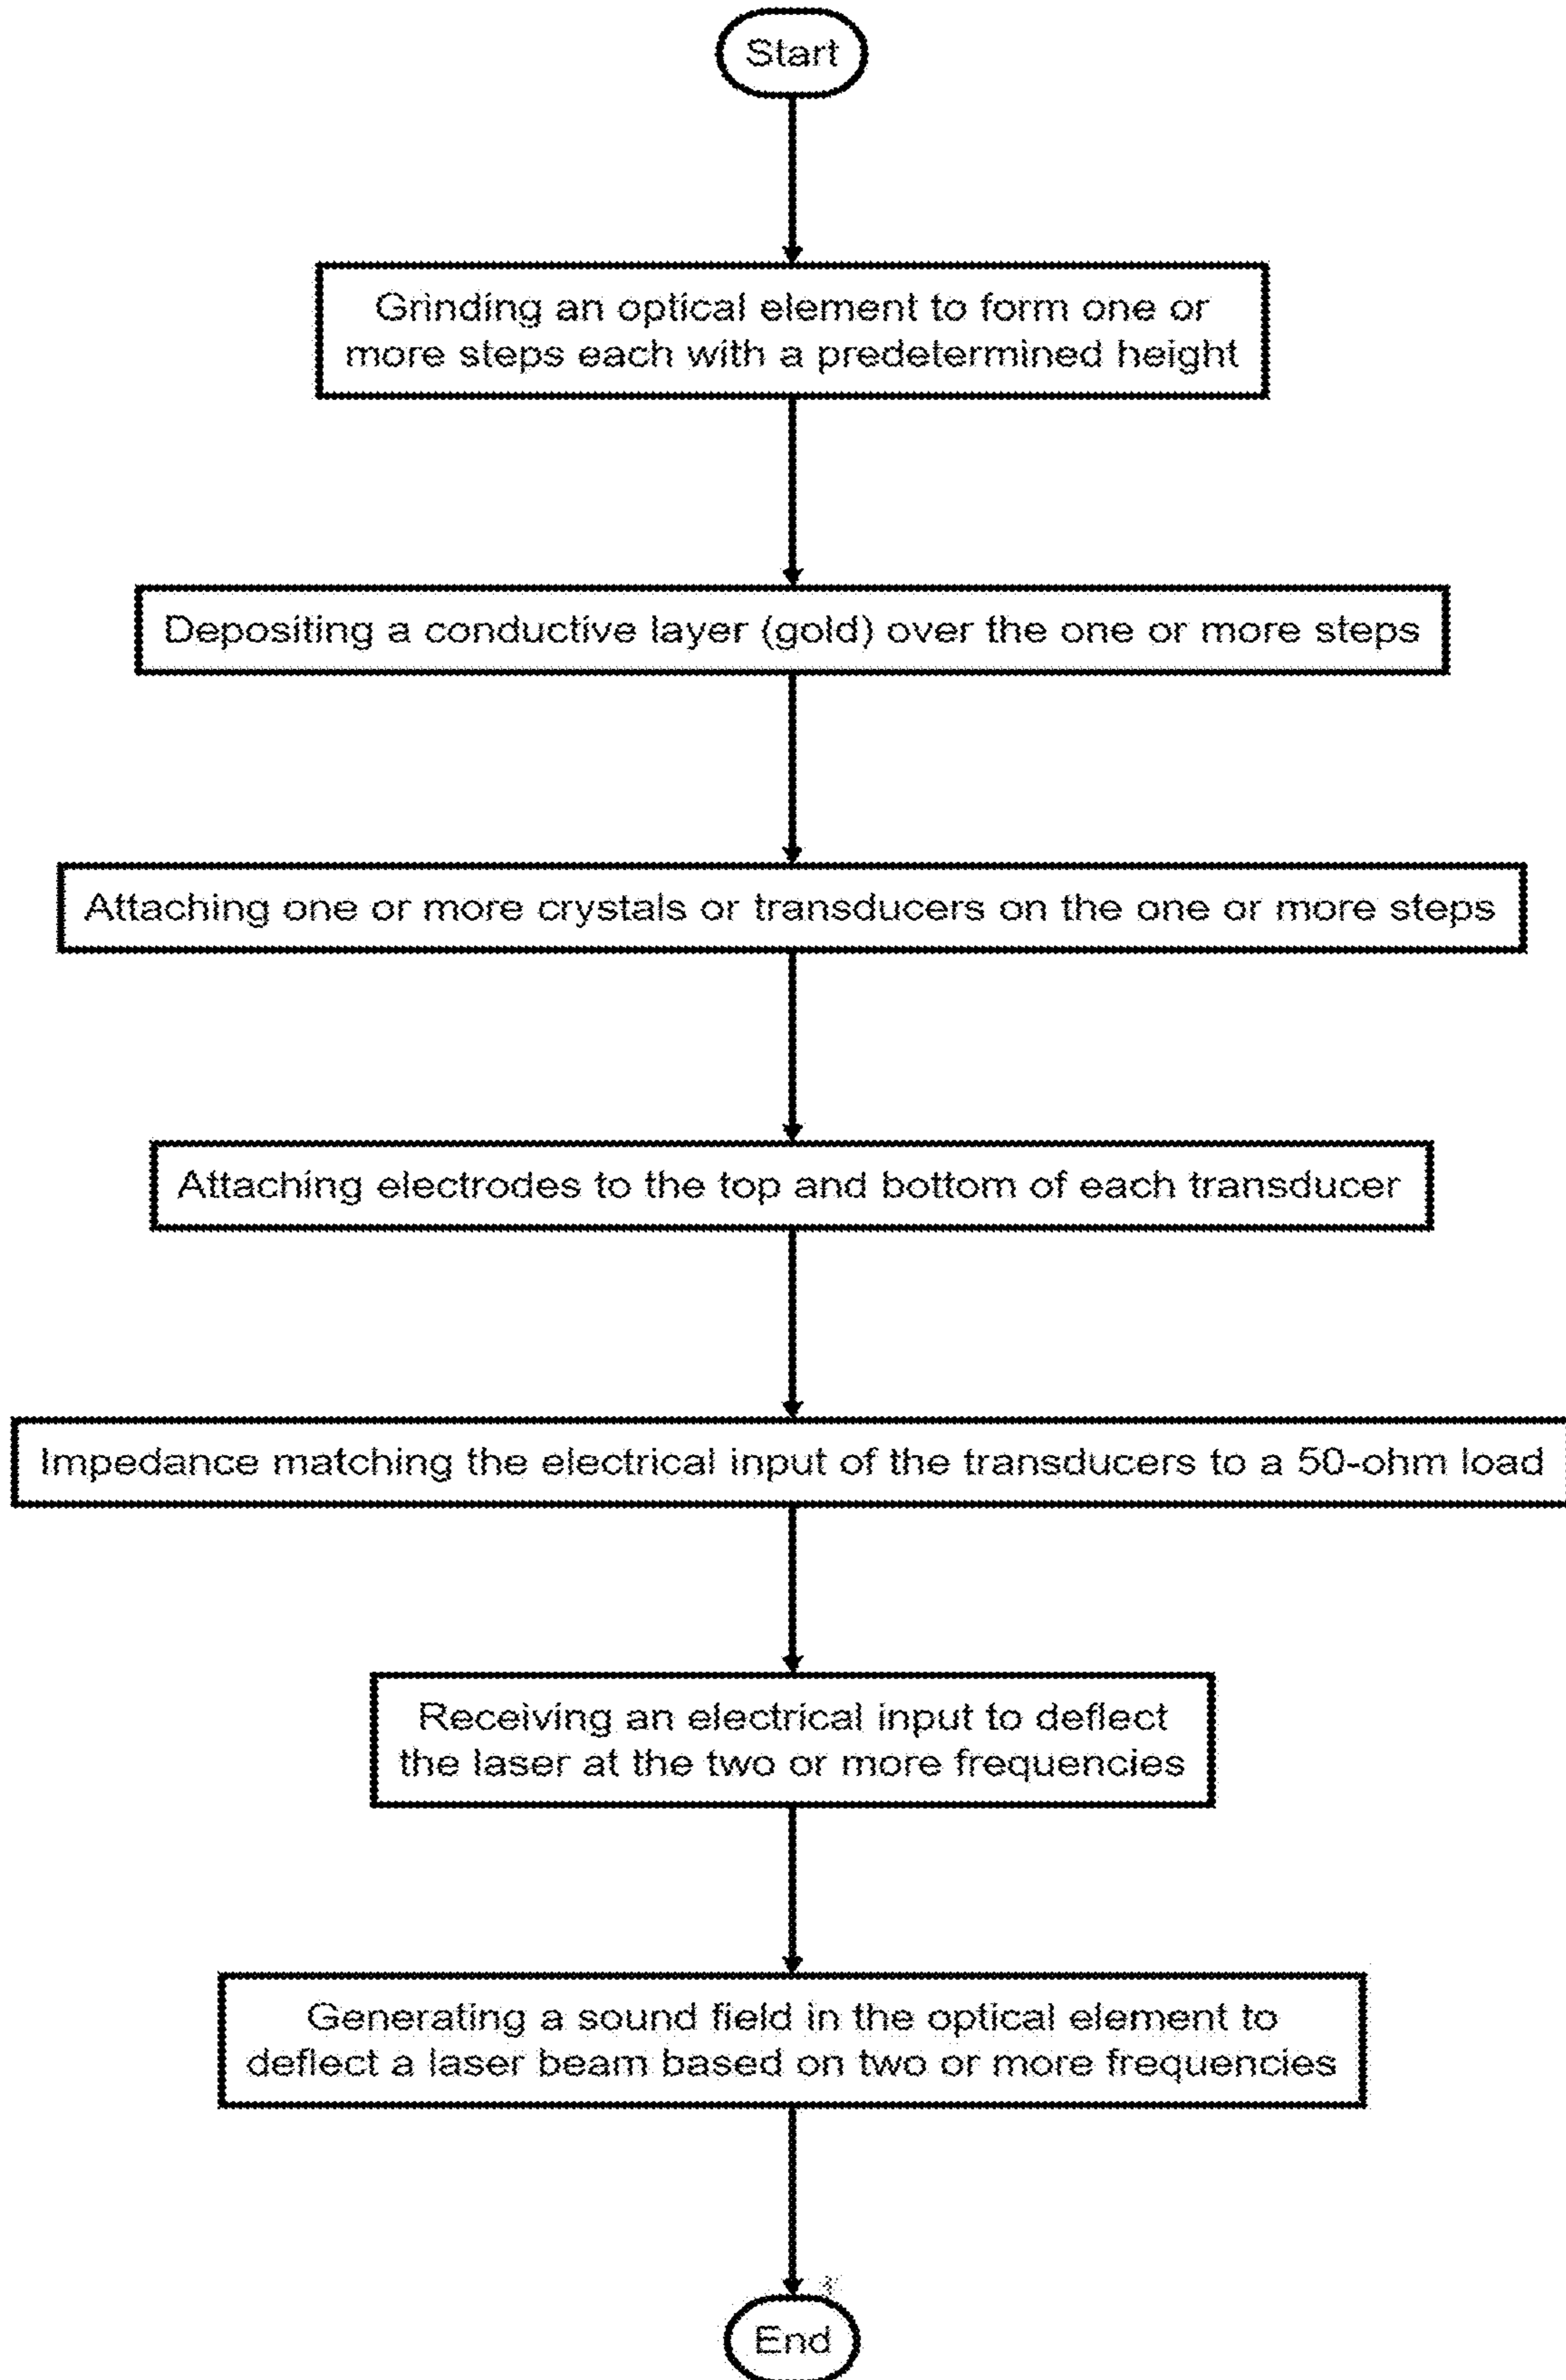 Start
Grinding an optical element to form one or
more steps each with a predetermined height
Depositing a conductive layer (gold) over the one or more steps
Attaching one or more crystals or transducers on the one or more steps
Attaching electrodes to the top and bottom of each transducer
Impedance matching the electrical input of the transducers to a 50-ohm load
Receiving an electrical input to deflect
the laser at the two or more frequencies
Generating a sound field in the optical element to
deflect a laser beam based on two or more frequencies
End